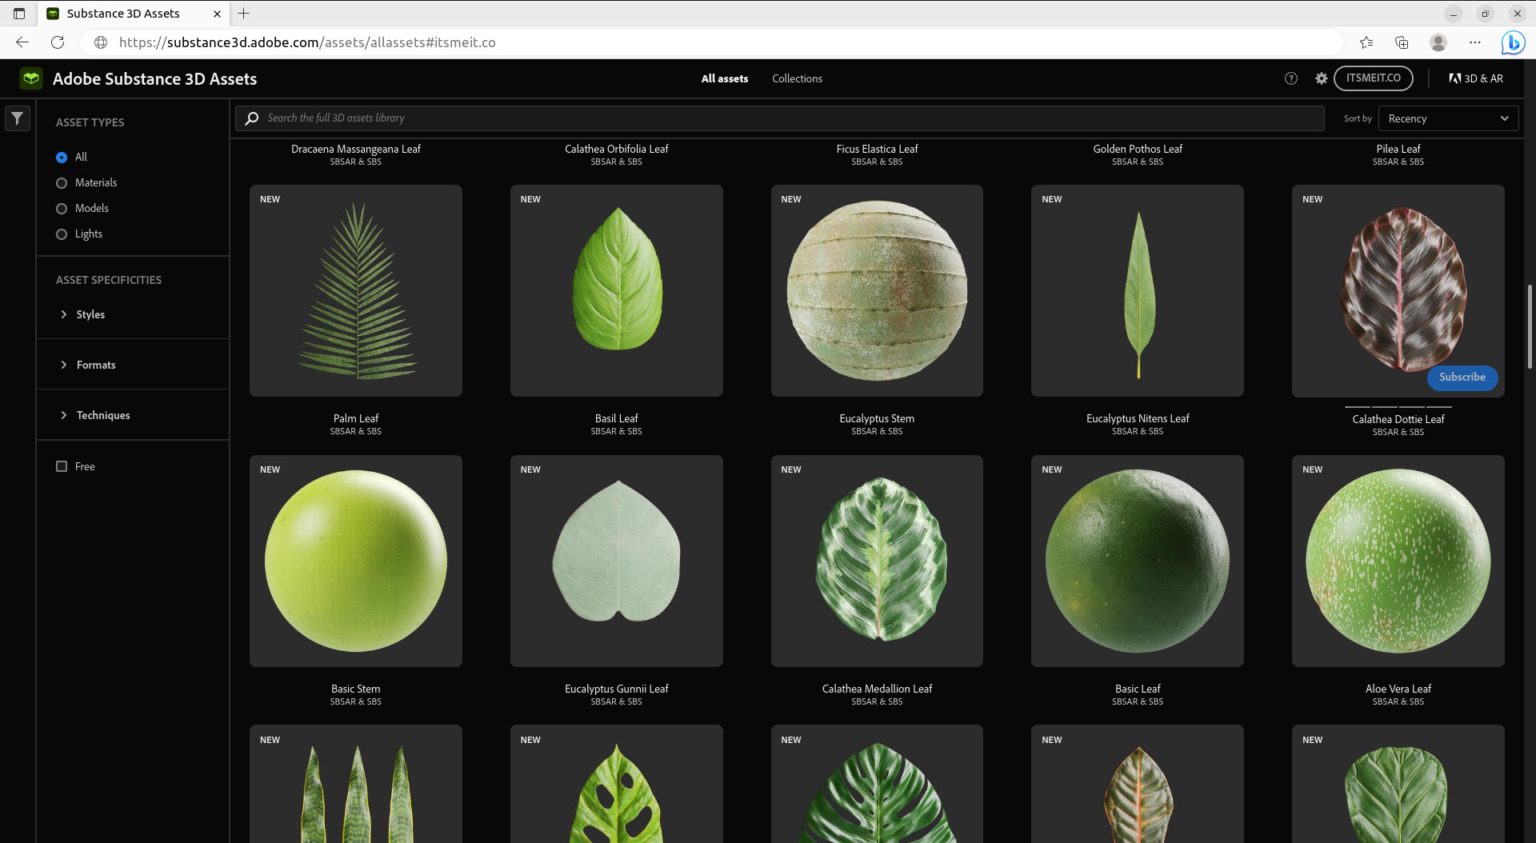 Substance 3D Assets
https://substance3d.adobe.com/assets/allassets#itsmeit.co
Adobe Substance 3D Assets
All assets
Collections
ITSMEIT.CO
3D & AR
Search the full 3D assets library
Sort by
Recency
ASSET TYPES
All
Materials
Models
Lights
ASSET SPECIFICITIES
Styles
Formats
Techniques
Free
Dracaena Massangeana Leaf
SBSAR & SBS
Calathea Orbifolia Leaf
SBSAR & SBS
Ficus Elastica Leaf
SBSAR & SBS
Golden Pothos Leaf
SBSAR & SBS
Pilea Leaf
SBSAR & SBS
NEW
Palm Leaf
SBSAR & SBS
NEW
Basil Leaf
SBSAR & SBS
NEW
Eucalyptus Stem
SBSAR & SBS
NEW
Eucalyptus Nitens Leaf
SBSAR & SBS
NEW
Subscribe
Calathea Dottie Leaf
SBSAR & SBS
NEW
Basic Stem
SBSAR & SBS
NEW
Eucalyptus Gunnii Leaf
SBSAR & SBS
NEW
Calathea Medallion Leaf
SBSAR & SBS
NEW
Basic Leaf
SBSAR & SBS
NEW
Aloe Vera Leaf
SBSAR & SBS
NEW
NEW
NEW
NEW
NEW